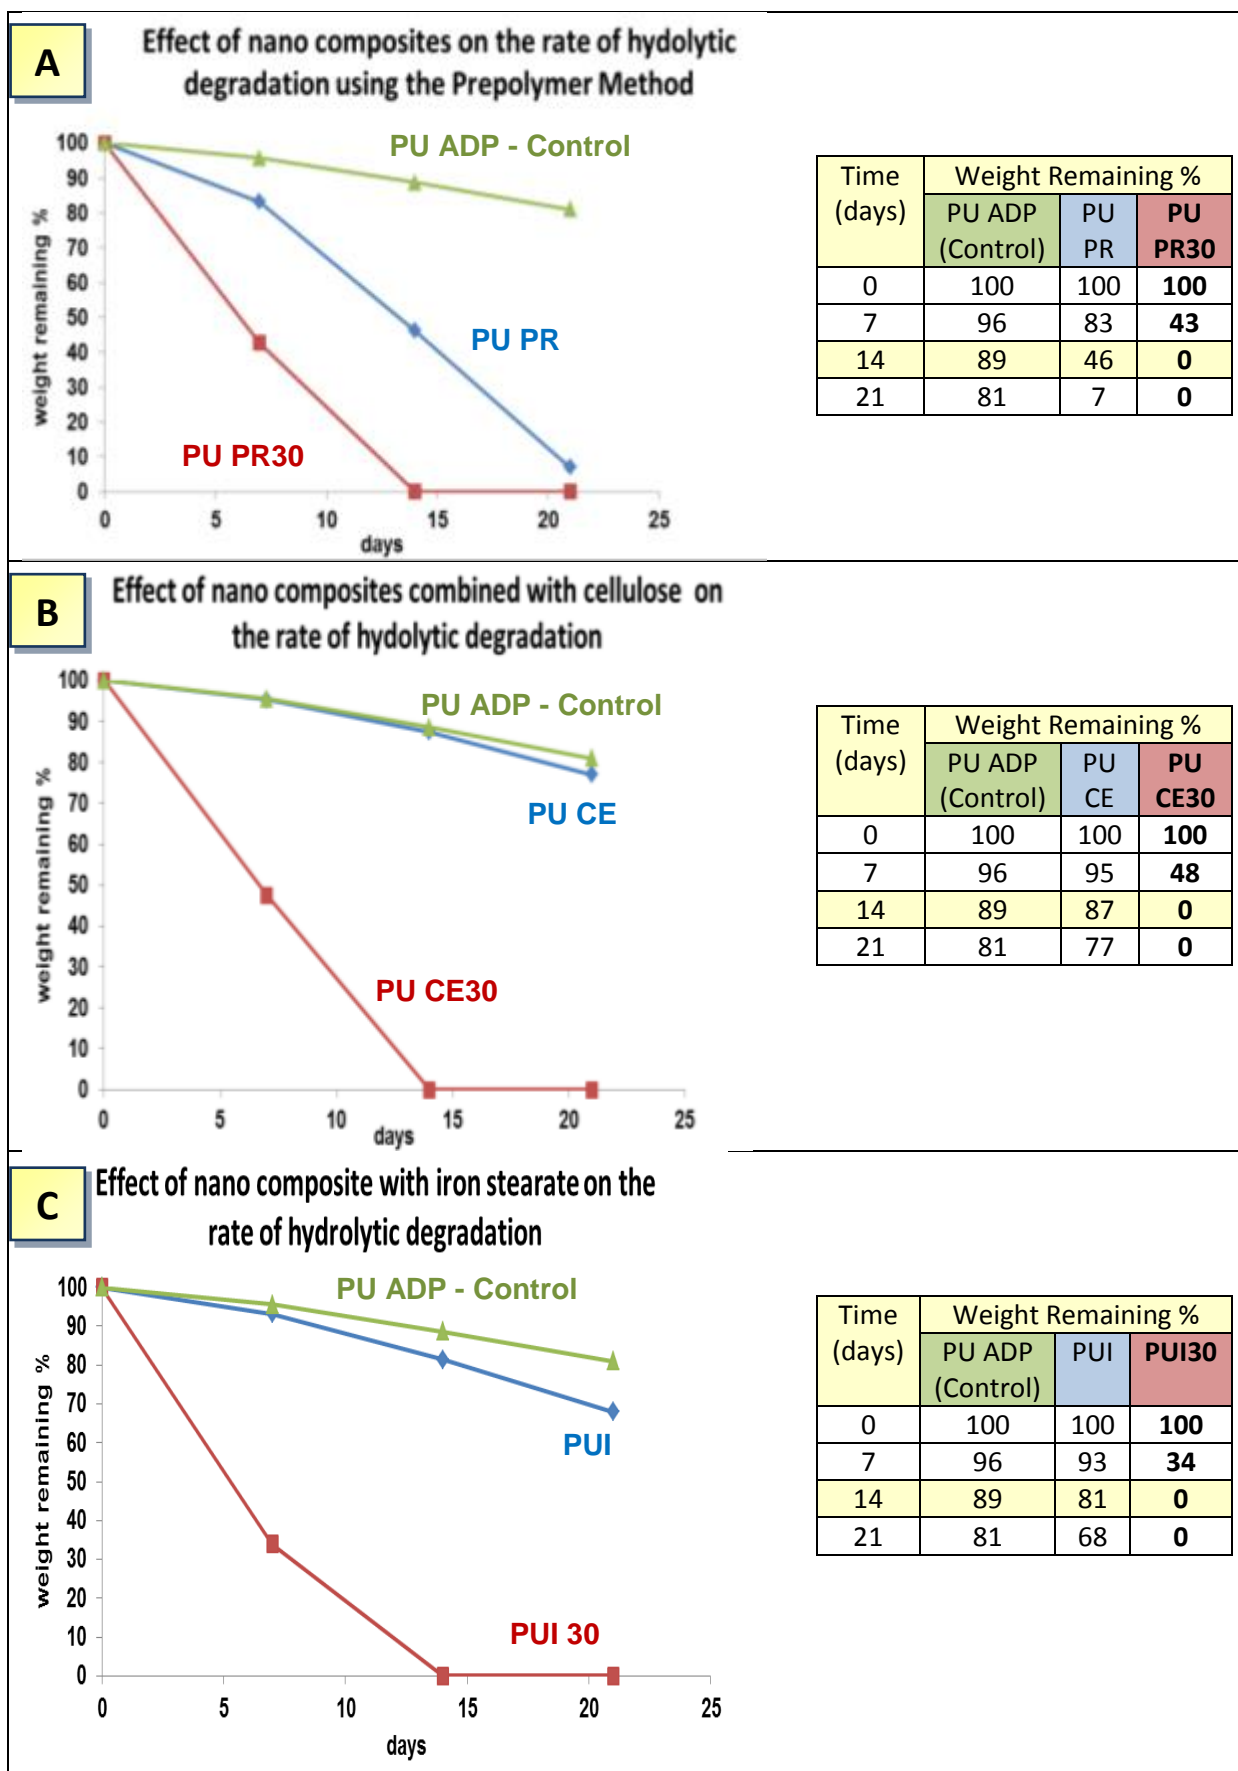 A
Effect of nano composites on the rate of hydolytic
degradation using the Prepolymer Method
100
90
80
70
60
50
40
30
20
10
0
weight remaining %
PU ADP - Control
PU PR
PU PR30
0 5 10 15 20 25
days
Time Weight Remaining %
(days) PU ADP PU PU
(Control) PR PR30
0 100 100 100
7 96 83 43
14 89 46 0
21 81 7 0
B
Effect of nano composites combined with cellulose on
the rate of hydolytic degradation
100
90
80
70
60
50
40
30
20
10
0
weight remaining %
PU ADP - Control
PU CE
PU CE30
0 5 10 15 20 25
days
Time Weight Remaining %
(days) PU ADP PU PU
(Control) CE CE30
0 100 100 100
7 96 95 48
14 89 87 0
21 81 77 0
C
Effect of nano composite with iron stearate on the
rate of hydrolytic degradation
100
90
80
70
60
50
40
30
20
10
0
weight remaining %
PU ADP - Control
PUI
PUI 30
0 5 10 15 20 25
days
Time Weight Remaining %
(days) PU ADP PUI PUI30
(Control)
0 100 100 100
7 96 93 34
14 89 81 0
21 81 68 0